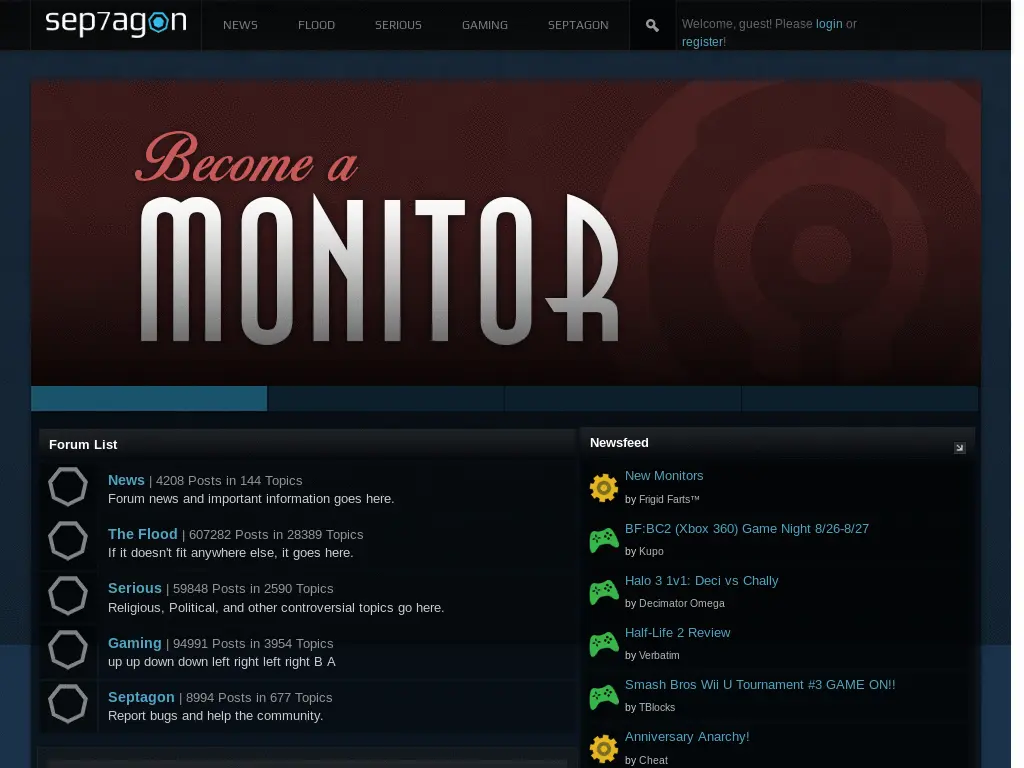 sep7agon
NEWS
FLOOD
SERIOUS
GAMING
SEPTAGON
Welcome, guest! Please login or
register!
Become a
MONITOR
Forum List
News | 4208 Posts in 144 Topics
Forum news and important information goes here.
The Flood | 607282 Posts in 28389 Topics
If it doesn't fit anywhere else, it goes here.
Serious | 59848 Posts in 2590 Topics
Religious, Political, and other controversial topics go here.
Gaming | 94991 Posts in 3954 Topics
up up down down left right left right B A
Septagon | 8994 Posts in 677 Topics
Report bugs and help the community.
Newsfeed
New Monitors
by Frigid Farts™
BF:BC2 (Xbox 360) Game Night 8/26-8/27
by Kupo
Halo 3 1v1: Deci vs Chally
by Decimator Omega
Half-Life 2 Review
by Verbatim
Smash Bros Wii U Tournament #3 GAME ON!!
by TBlocks
Anniversary Anarchy!
by Cheat